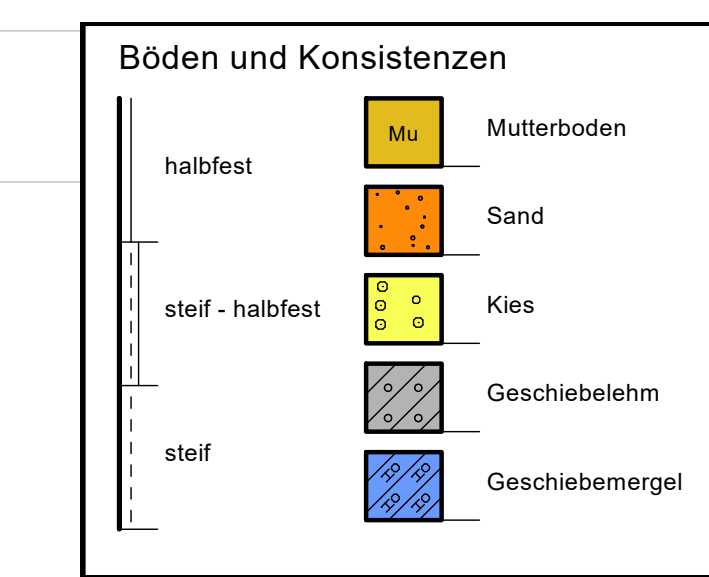 Böden und Konsistenzen
halbfest
steif - halbfest
steif
Mu
Mutterboden
Sand
Kies
Geschiebelehm
Geschiebemergel